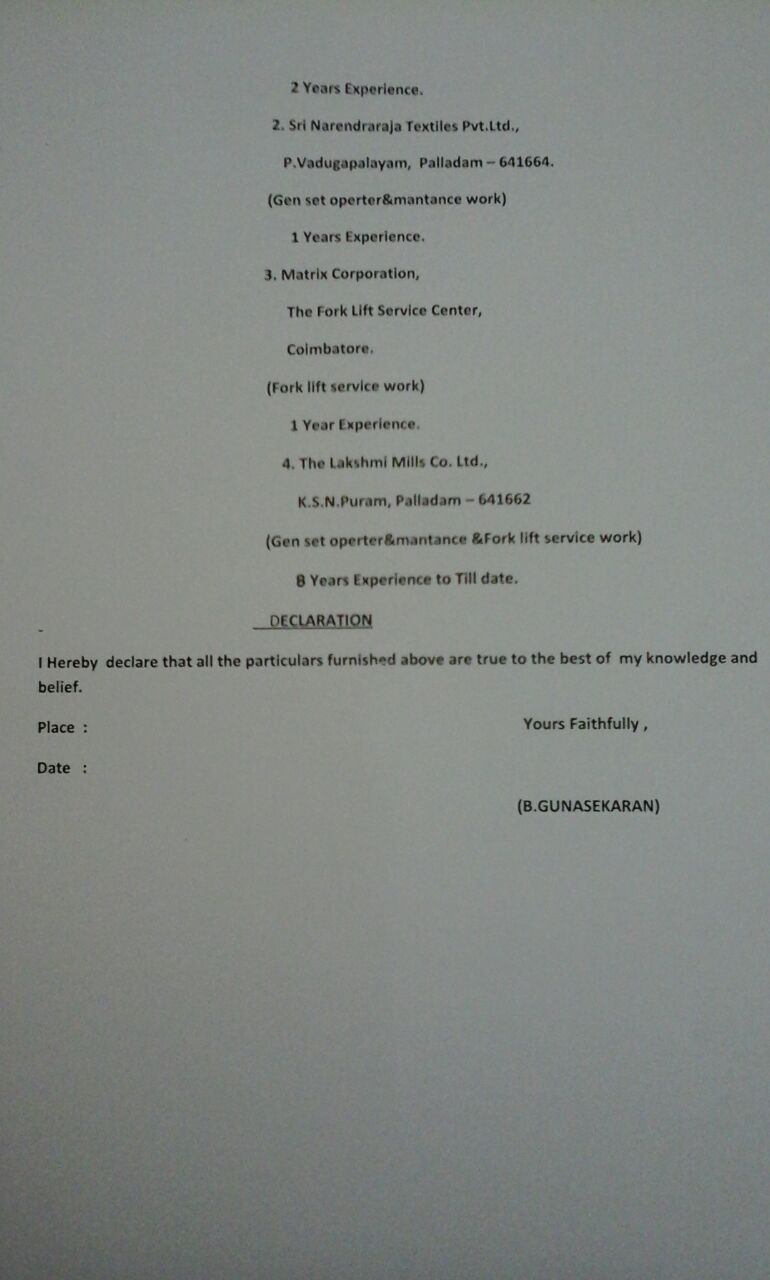 2 Years Experience.
2. Sri Narendraraja Textiles Pvt.Ltd.,
P.Vadugapalayam, Palladam – 641664.
(Gen set operter&mantance work)
1 Years Experience.
3. Matrix Corporation,
The Fork Lift Service Center,
Coimbatore.
(Fork lift service work)
1 Year Experience.
4. The Lakshmi Mills Co. Ltd.,
K.S.N.Puram, Palladam – 641662
(Gen set operter&mantance &Fork lift service work)
8 Years Experience to Till date.
DECLARATION
I Hereby declare that all the particulars furnished above are true to the best of my knowledge and
belief.
Place :
Yours Faithfully ,
Date :
(B.GUNASEKARAN)